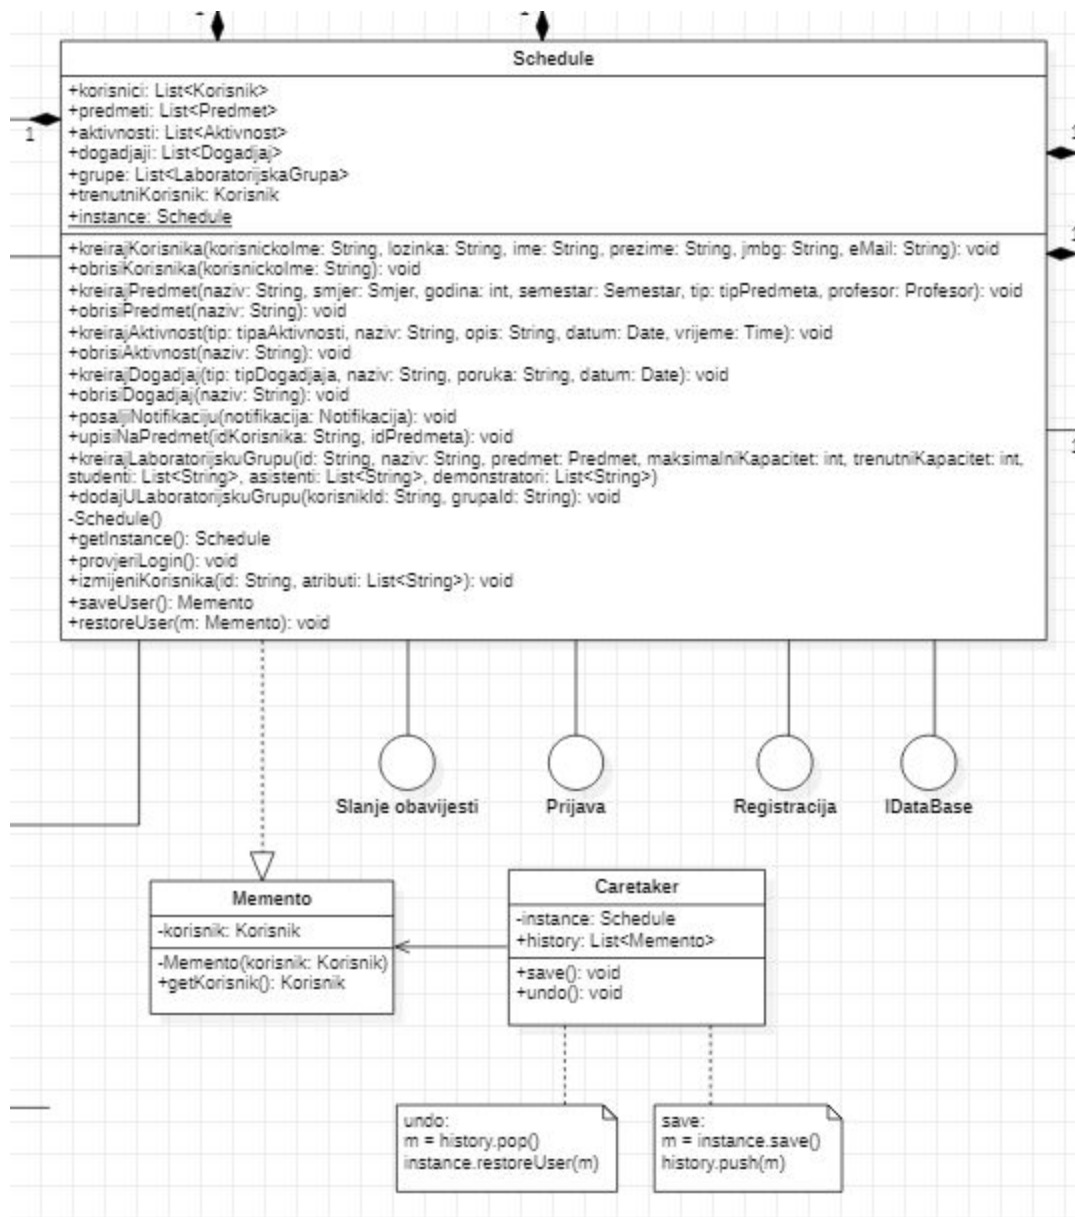 1
1
Schedule
+korisnici: List<Korisnik>
+predmeti: List<Predmet>
+aktivnosti: List<Aktivnost>
+dogadjaji: List<Dogadjaj>
+grupe: List<LaboratorijskaGrupa>
+trenutniKorisnik: Korisnik
+instance: Schedule
1
1
1
1
+kreirajKorisnika(korisnickoIme: String, lozinka: String, ime: String, prezime: String, jmbg: String, eMail: String): void
+obrisiKorisnika(korisnickoIme: String): void
+kreirajPredmet(naziv: String, smjer: Smjer, godina: int, semestar: Semestar, tip: tipPredmeta, profesor: Profesor): void
+obrisiPredmet(naziv: String): void
+kreirajAktivnost(tip: tipaAktivnosti, naziv: String, opis: String, datum: Date, vrijeme: Time): void
+obrisiAktivnost(naziv: String): void
+kreirajDogadjaj(tip: tipDogadjaja, naziv: String, poruka: String, datum: Date): void
+obrisiDogadjaj(naziv: String): void
+posaljiNotifikaciju(notifikacija: Notifikacija): void
+upisiNaPredmet(idKorisnika: String, idPredmeta): void
+kreirajLaboratorijskuGrupu(id: String, naziv: String, predmet: Predmet, maksimalniKapacitet: int, trenutniKapacitet: int,
studenti: List<String>, asistenti: List<String>, demonstratori: List<String>)
+dodajULaboratorijskuGrupu(korisnikId: String, grupaId: String): void
-Schedule()
+getInstance(): Schedule
+provjeriLogin(): void
+izmijeniKorisnika(id: String, atributi: List<String>): void
+saveUser(): Memento
+restoreUser(m: Memento): void
Slanje obavijesti
Prijava
Registracija
IDataBase
Memento
-korisnik: Korisnik
-Memento(korisnik: Korisnik)
+getKorisnik(): Korisnik
Caretaker
-instance: Schedule
+history: List<Memento>
+save(): void
+undo(): void
undo:
m = history.pop()
instance.restoreUser(m)
save:
m = instance.save()
history.push(m)